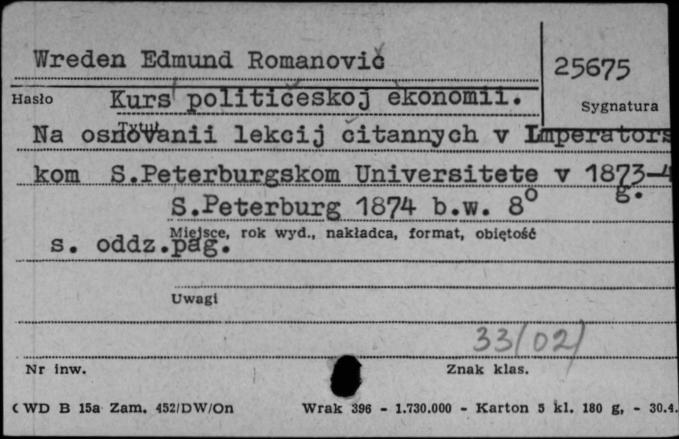 Wreden Edmund Romanovič
25675
Hasło
Kurs političeskoj ekonomii.
Sygnatura
Tytuł
Na osnovanii lekcij čitannych v Imperators
kom S.Peterburgskom Universitete v 1873-4
g.
S.Peterburg 1874 b.w. 8°
Miejsce, rok wyd., nakładca, format, objętość
s. oddz.pag.
Uwagi
33(02)
Nr inw.
Znak klas.
CWD B 15a Zam. 452/DW/On
Wrak 396 - 1.730.000 - Karton 5 kl. 180 g, - 30.4.